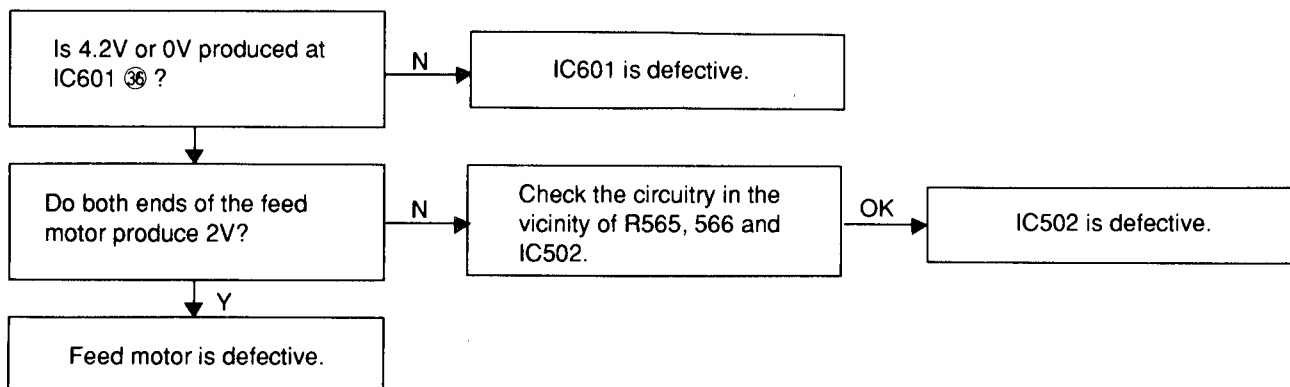 Is 4.2V or 0V produced at
IC601 ㊱ ?
N
IC601 is defective.
Do both ends of the feed
motor produce 2V?
N
Check the circuitry in the
vicinity of R565, 566 and
IC502.
OK
IC502 is defective.
Y
Feed motor is defective.